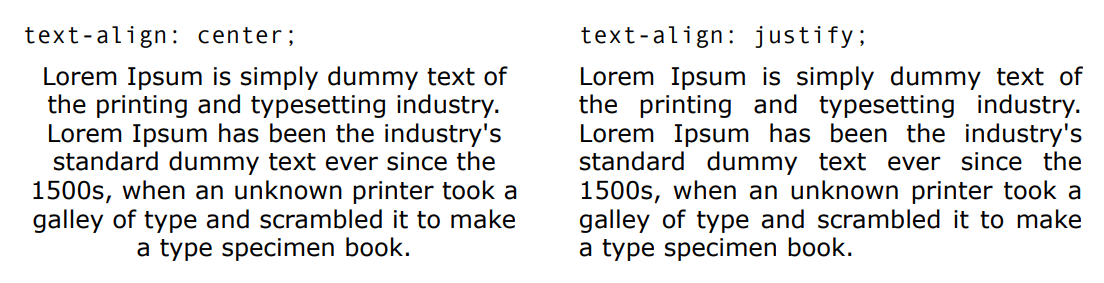 text-align: center;
Lorem Ipsum is simply dummy text of
the printing and typesetting industry.
Lorem Ipsum has been the industry's
standard dummy text ever since the
1500s, when an unknown printer took a
galley of type and scrambled it to make
a type specimen book.
text-align: justify;
Lorem Ipsum is simply dummy text of
the printing and typesetting industry.
Lorem Ipsum has been the industry's
standard dummy text ever since the
1500s, when an unknown printer took a
galley of type and scrambled it to make
a type specimen book.